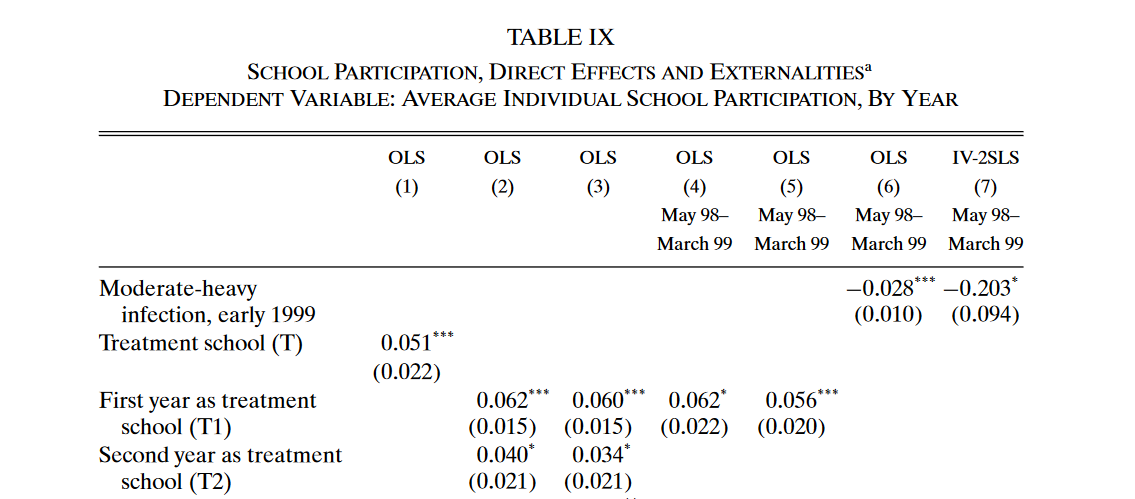 TABLE IX
SCHOOL PARTICIPATION, DIRECT EFFECTS AND EXTERNALITIESᵃ
DEPENDENT VARIABLE: AVERAGE INDIVIDUAL SCHOOL PARTICIPATION, BY YEAR
OLS OLS OLS OLS OLS OLS IV-2SLS
(1) (2) (3) (4) (5) (6) (7)
May 98– May 98– May 98– May 98–
March 99 March 99 March 99 March 99
Moderate-heavy −0.028*** −0.203*
infection, early 1999 (0.010) (0.094)
Treatment school (T) 0.051***
(0.022)
First year as treatment 0.062*** 0.060*** 0.062* 0.056***
school (T1) (0.015) (0.015) (0.022) (0.020)
Second year as treatment 0.040* 0.034*
school (T2) (0.021) (0.021)